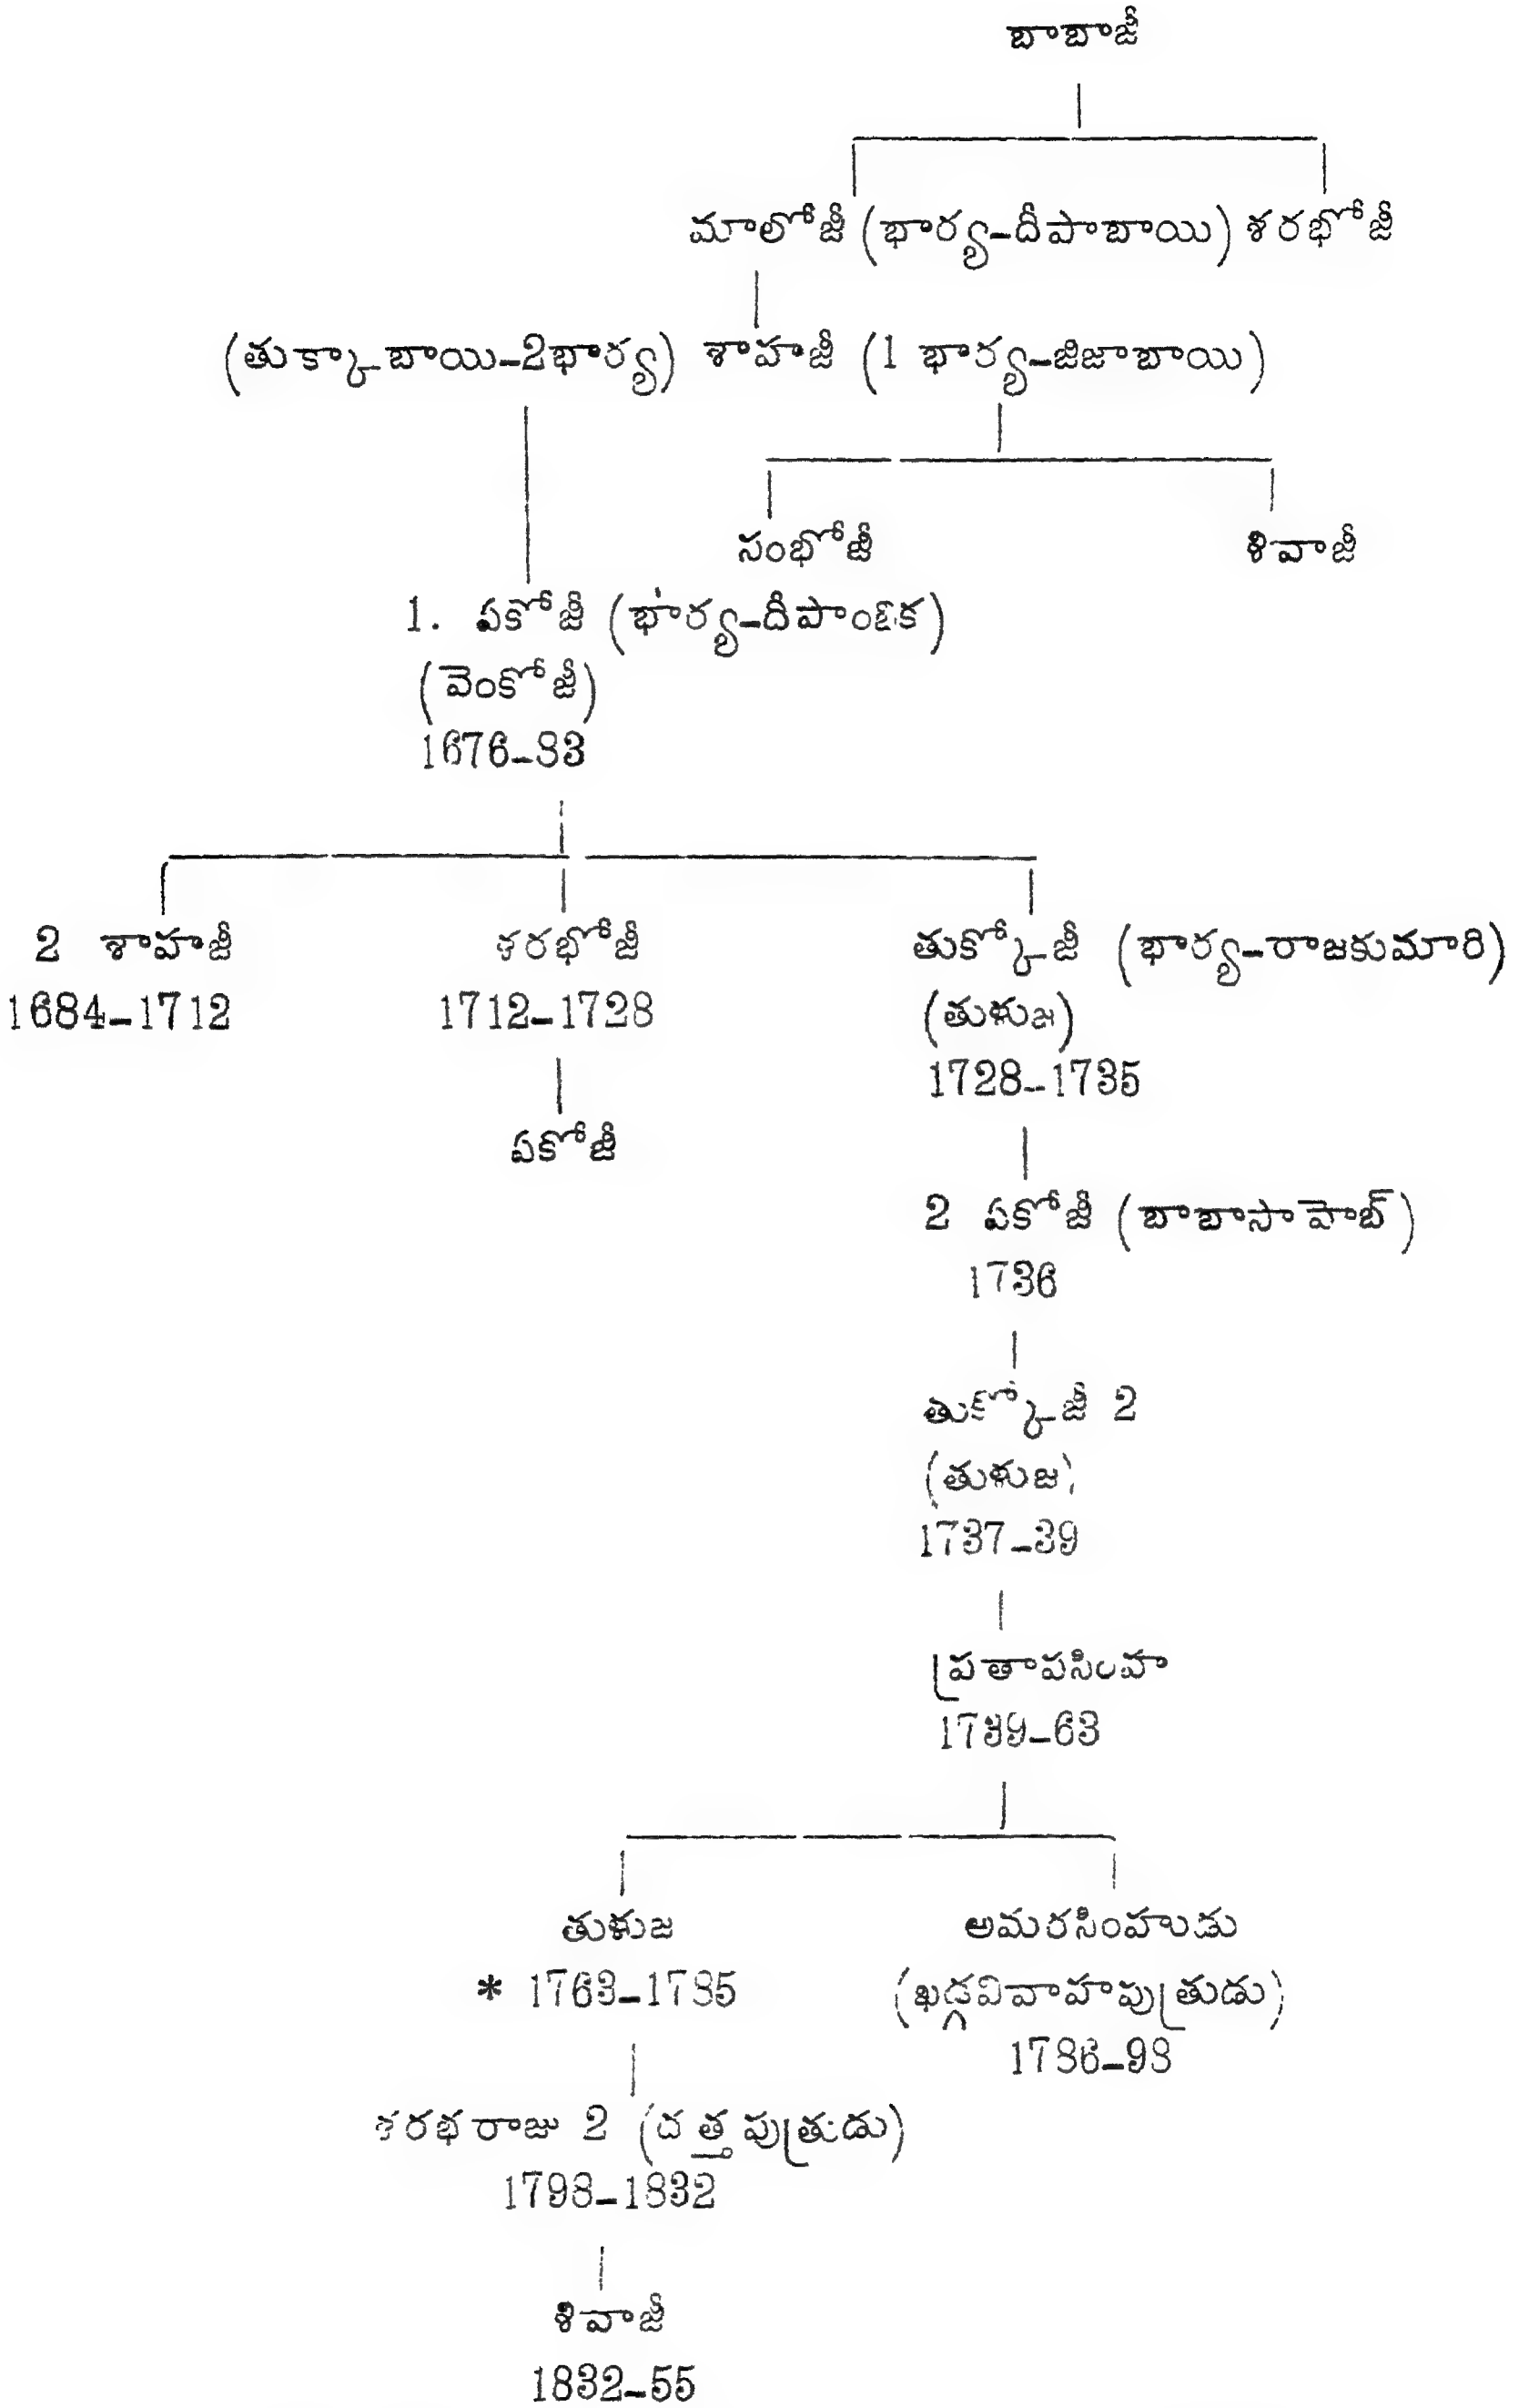 బాబాజీ
మాలోజీ (భార్య-దీపాబాయి) శరభోజీ
(తుక్కాబాయి-2భార్య) శాహజీ (1 భార్య-జిజాబాయి)
సంభోజీ శివాజీ
1. ఏకోజీ (భార్య-దీపాంబిక)
(వెంకోజీ)
1676-83
2 శాహజీ శరభోజీ తుక్కోజీ (భార్య-రాజకుమారి)
1684-1712 1712-1728 (తుళుజ)
1728-1735
ఏకోజీ
2 ఏకోజీ (బాబాసాహెబ్)
1736
తుక్కోజీ 2
(తుళుజ)
1737-39
ప్రతాపసింహ
1739-63
తుళుజ అమరసింహుడు
* 1763-1785 (ఖడ్గవివాహపుత్రుడు)
1786-98
శరభరాజు 2 (దత్తపుత్రుడు)
1798-1832
శివాజీ
1832-55